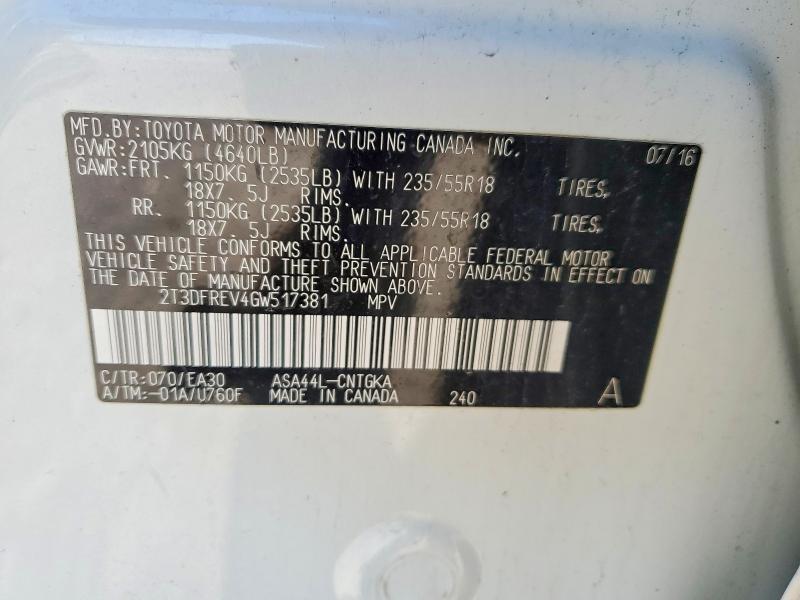 MFD.BY:TOYOTA MOTOR MANUFACTURING CANADA INC.
GVWR:2105KG (4640LB) 07/16
GAWR:FRT. 1150KG (2535LB) WITH 235/55R18 TIRES,
18X7. 5J RIMS.
RR. 1150KG (2535LB) WITH 235/55R18 TIRES,
18X7. 5J RIMS.
THIS VEHICLE CONFORMS TO ALL APPLICABLE FEDERAL MOTOR
VEHICLE SAFETY AND THEFT PREVENTION STANDARDS IN EFFECT ON
THE DATE OF MANUFACTURE SHOWN ABOVE.
2T3DFREV4GW517381 MPV
C/TR:070/EA30 ASA44L-CNTGKA
A/TM:-01A/U760F MADE IN CANADA 240 A